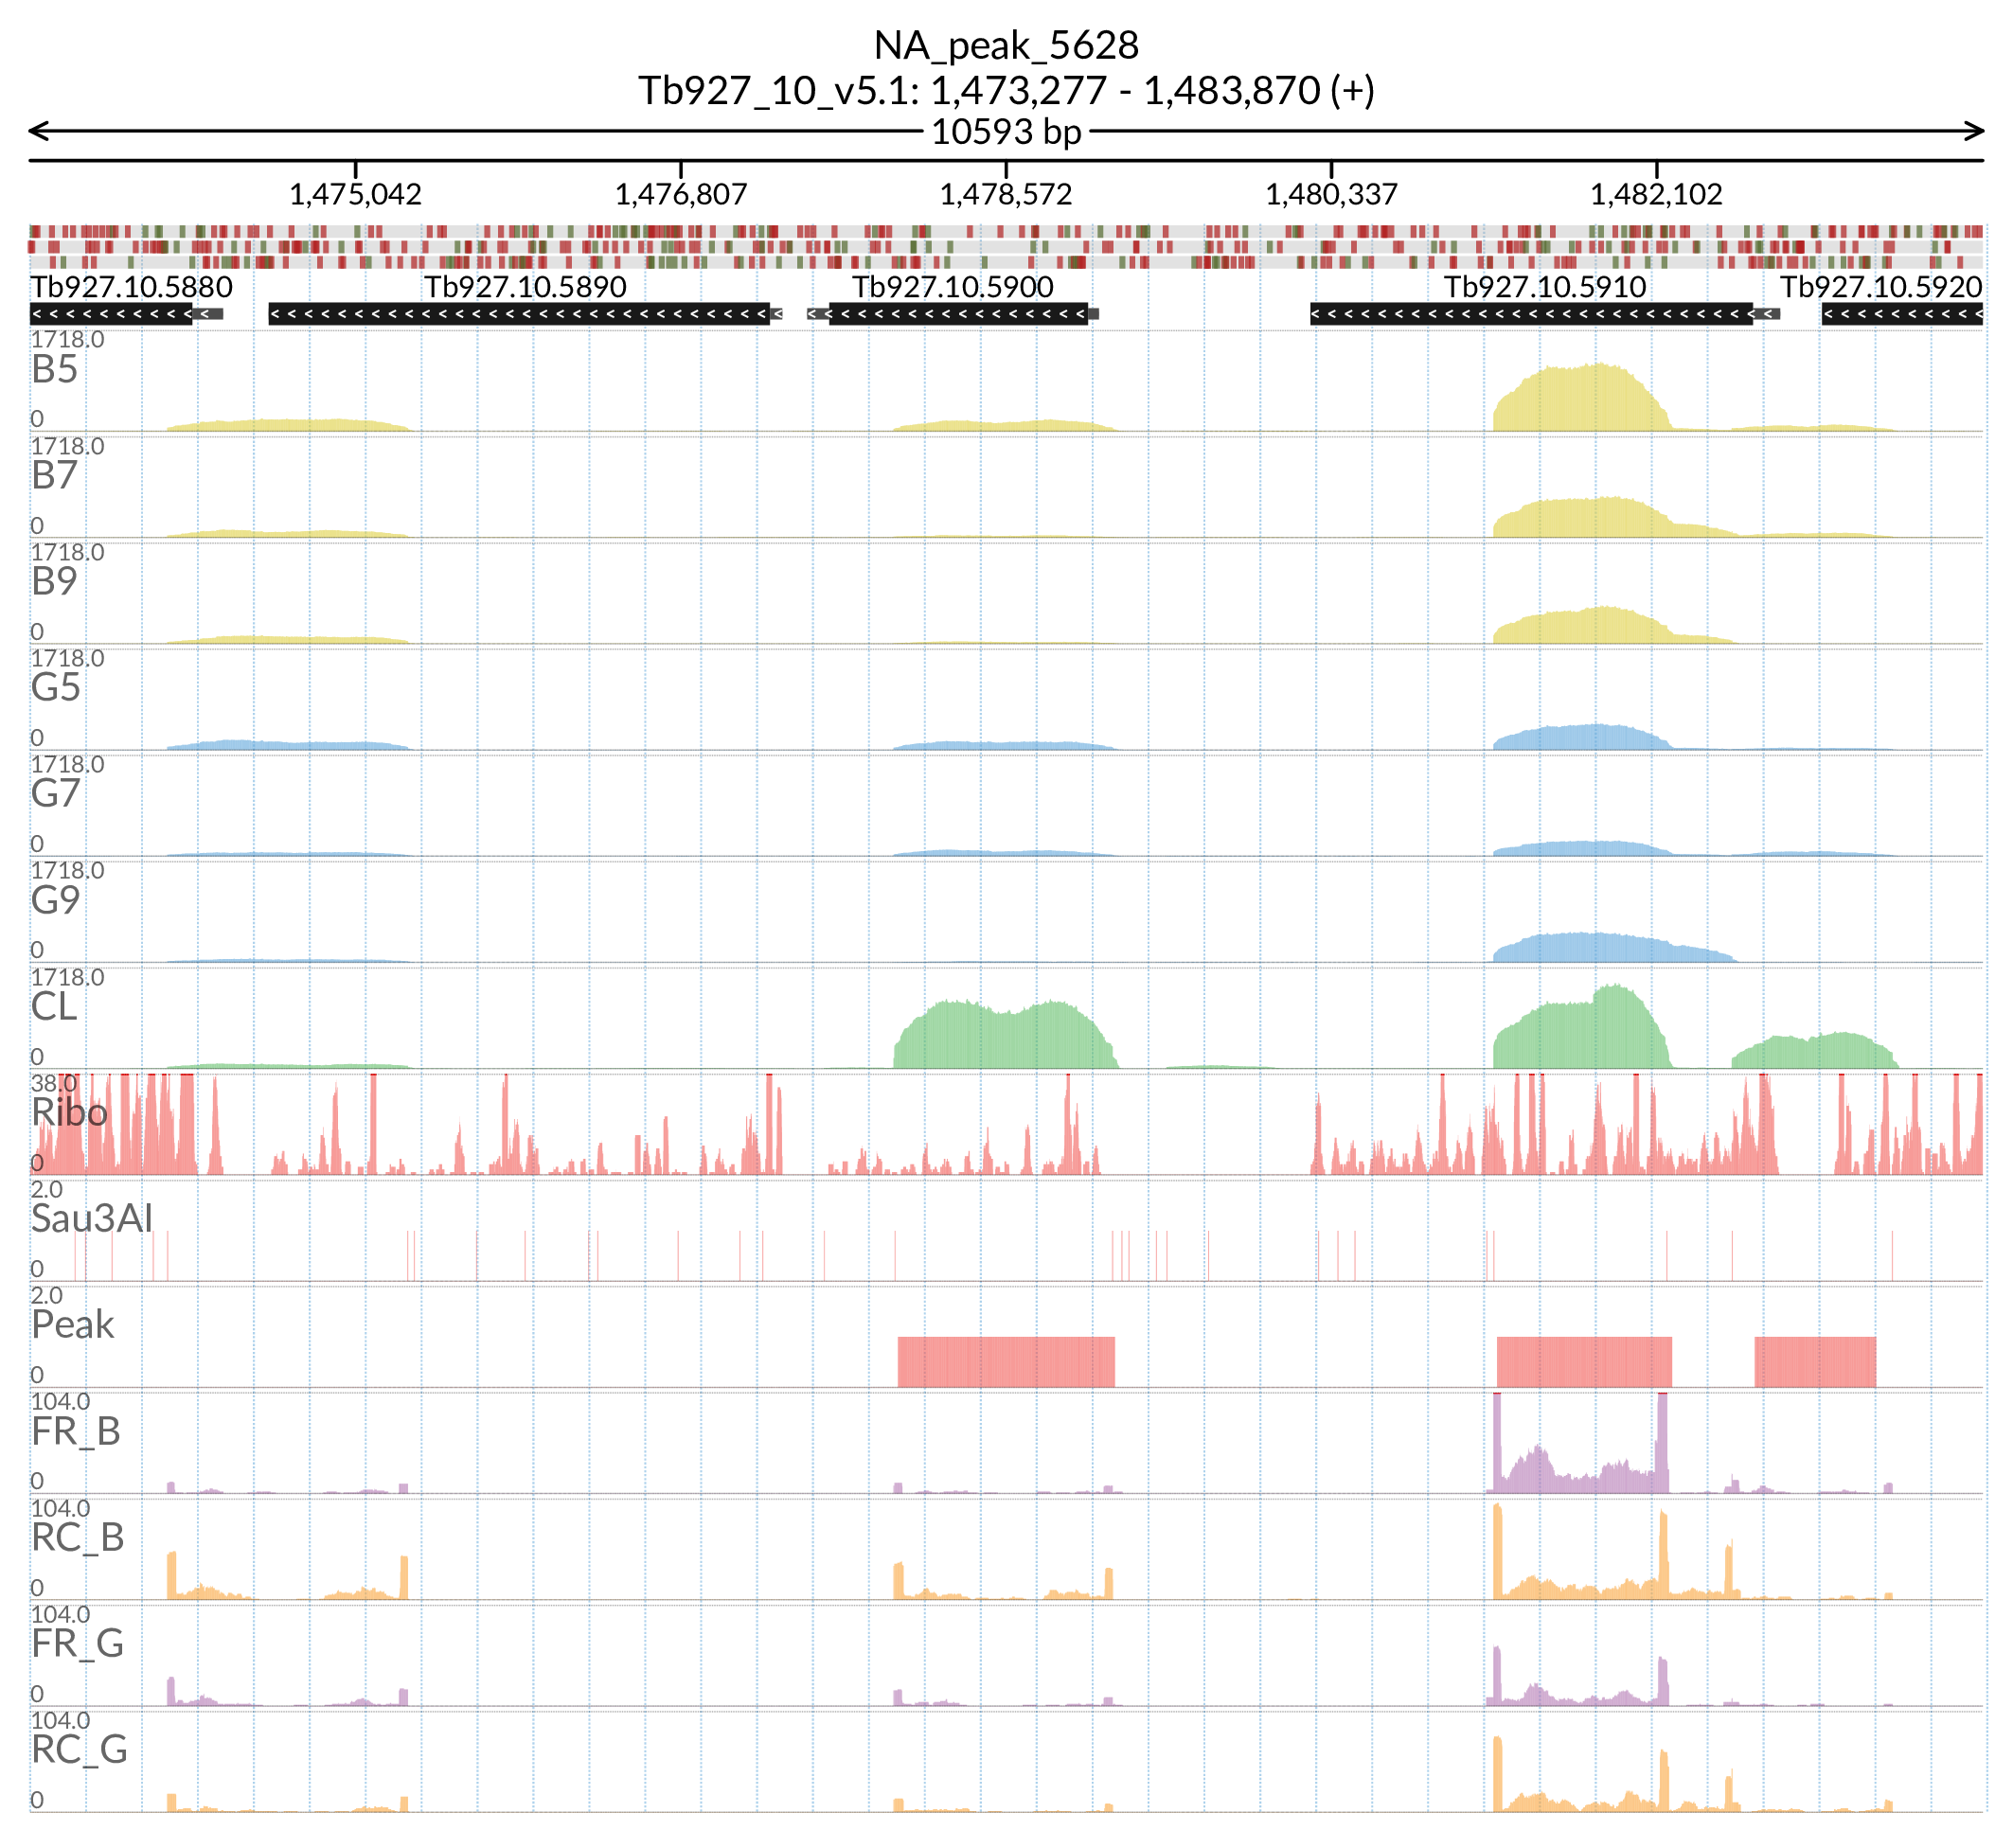 NA_peak_5628
Tb927_10_v5.1: 1,473,277 - 1,483,870 (+)
10593 bp
1,475,042 1,476,807 1,478,572 1,480,337 1,482,102
Tb927.10.5880 Tb927.10.5890 Tb927.10.5900 Tb927.10.5910 Tb927.10.5920
1718.0
B5
0
1718.0
B7
0
1718.0
B9
0
1718.0
G5
0
1718.0
G7
0
1718.0
G9
0
1718.0
CL
0
38.0
Ribo
0
2.0
Sau3AI
0
2.0
Peak
0
104.0
FR_B
0
104.0
RC_B
0
104.0
FR_G
0
104.0
RC_G
0